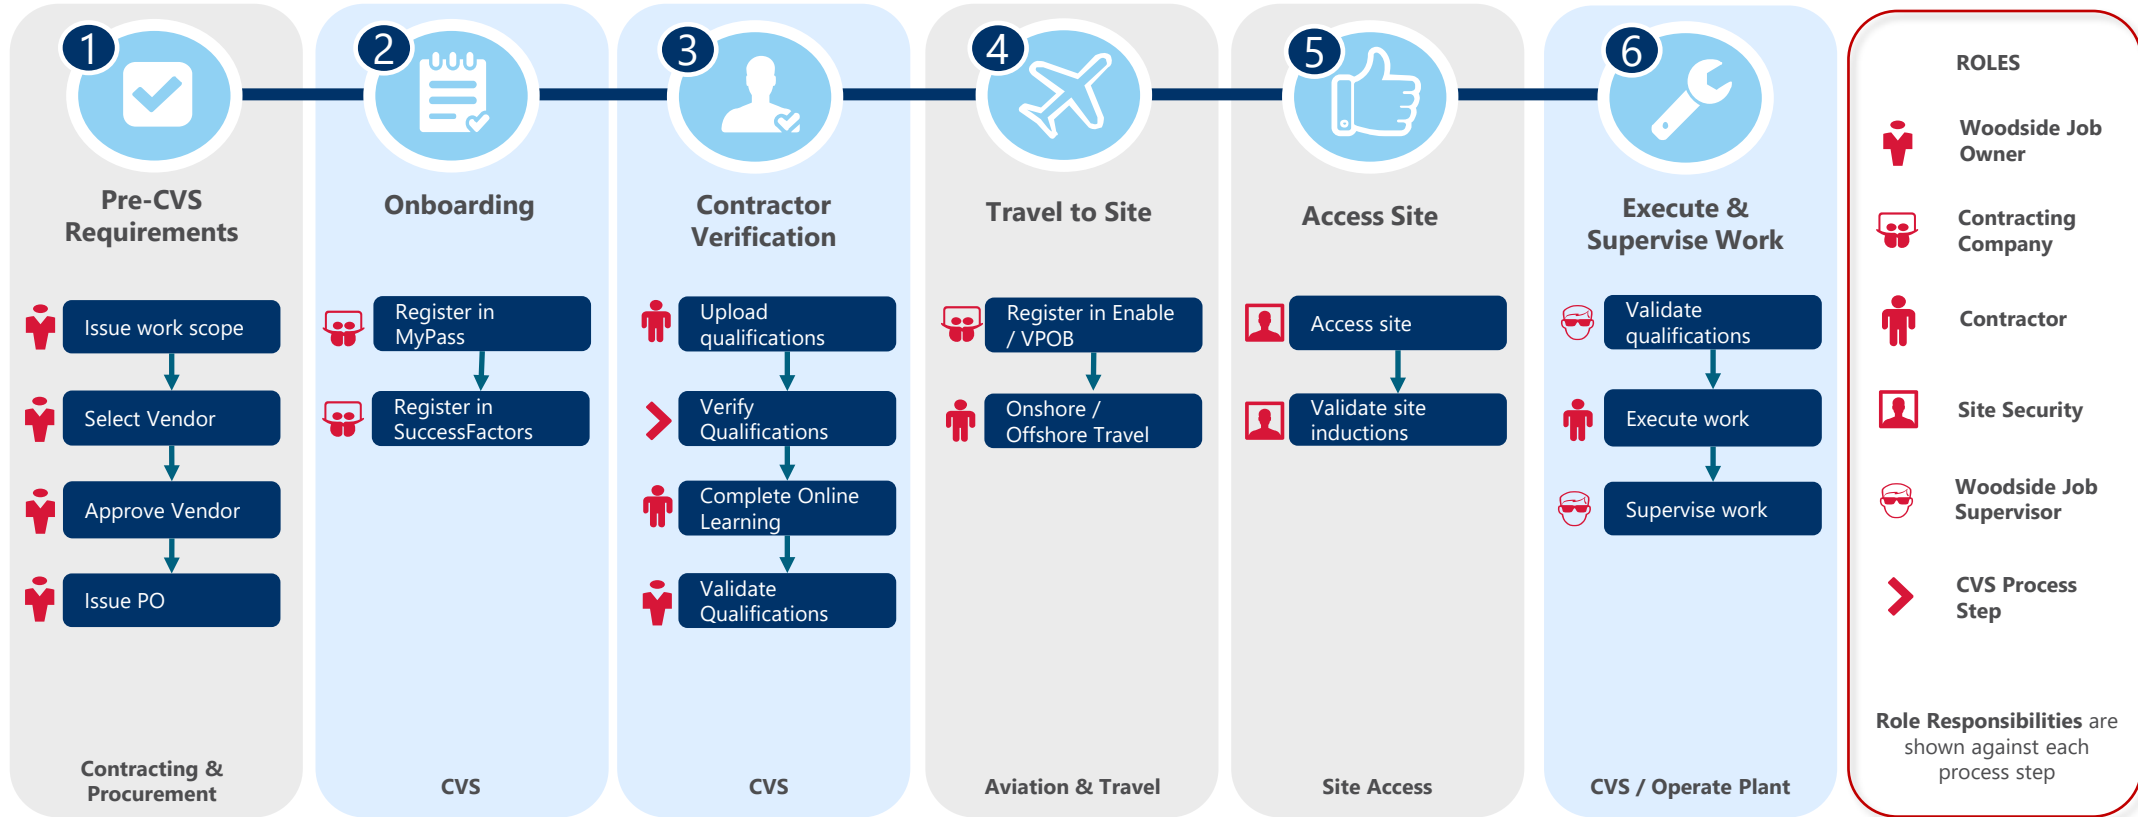 1
Pre-CVS
Requirements
Issue work scope
Select Vendor
Approve Vendor
Issue PO
Contracting &
Procurement
2
Onboarding
Register in
MyPass
Register in
SuccessFactors
CVS
3
Contractor
Verification
Upload
qualifications
Verify
Qualifications
Complete Online
Learning
Validate
Qualifications
CVS
4
Travel to Site
Register in Enable
/ VPOB
Onshore /
Offshore Travel
Aviation & Travel
5
Access Site
Access site
Validate site
inductions
Site Access
6
Execute &
Supervise Work
Validate
qualifications
Execute work
Supervise work
CVS / Operate Plant
ROLES
Woodside Job
Owner
Contracting
Company
Contractor
Site Security
Woodside Job
Supervisor
CVS Process
Step
Role Responsibilities are
shown against each
process step